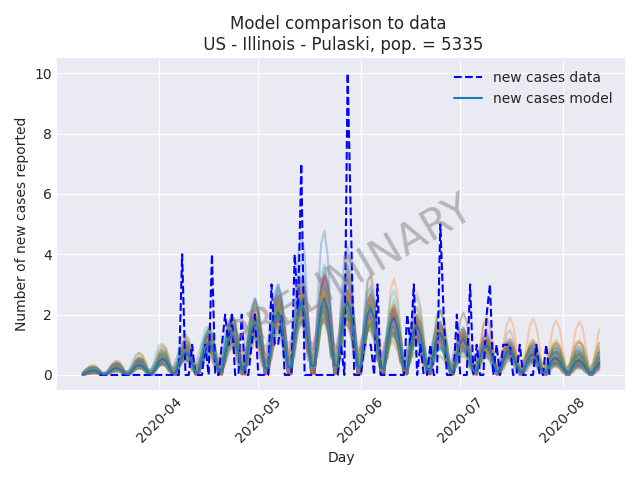 Model comparison to data
US - Illinois - Pulaski, pop. = 5335
new cases data
new cases model
PRELIMINARY
Number of new cases reported
10
8
6
4
2
0
2020-04
2020-05
2020-06
2020-07
2020-08
Day